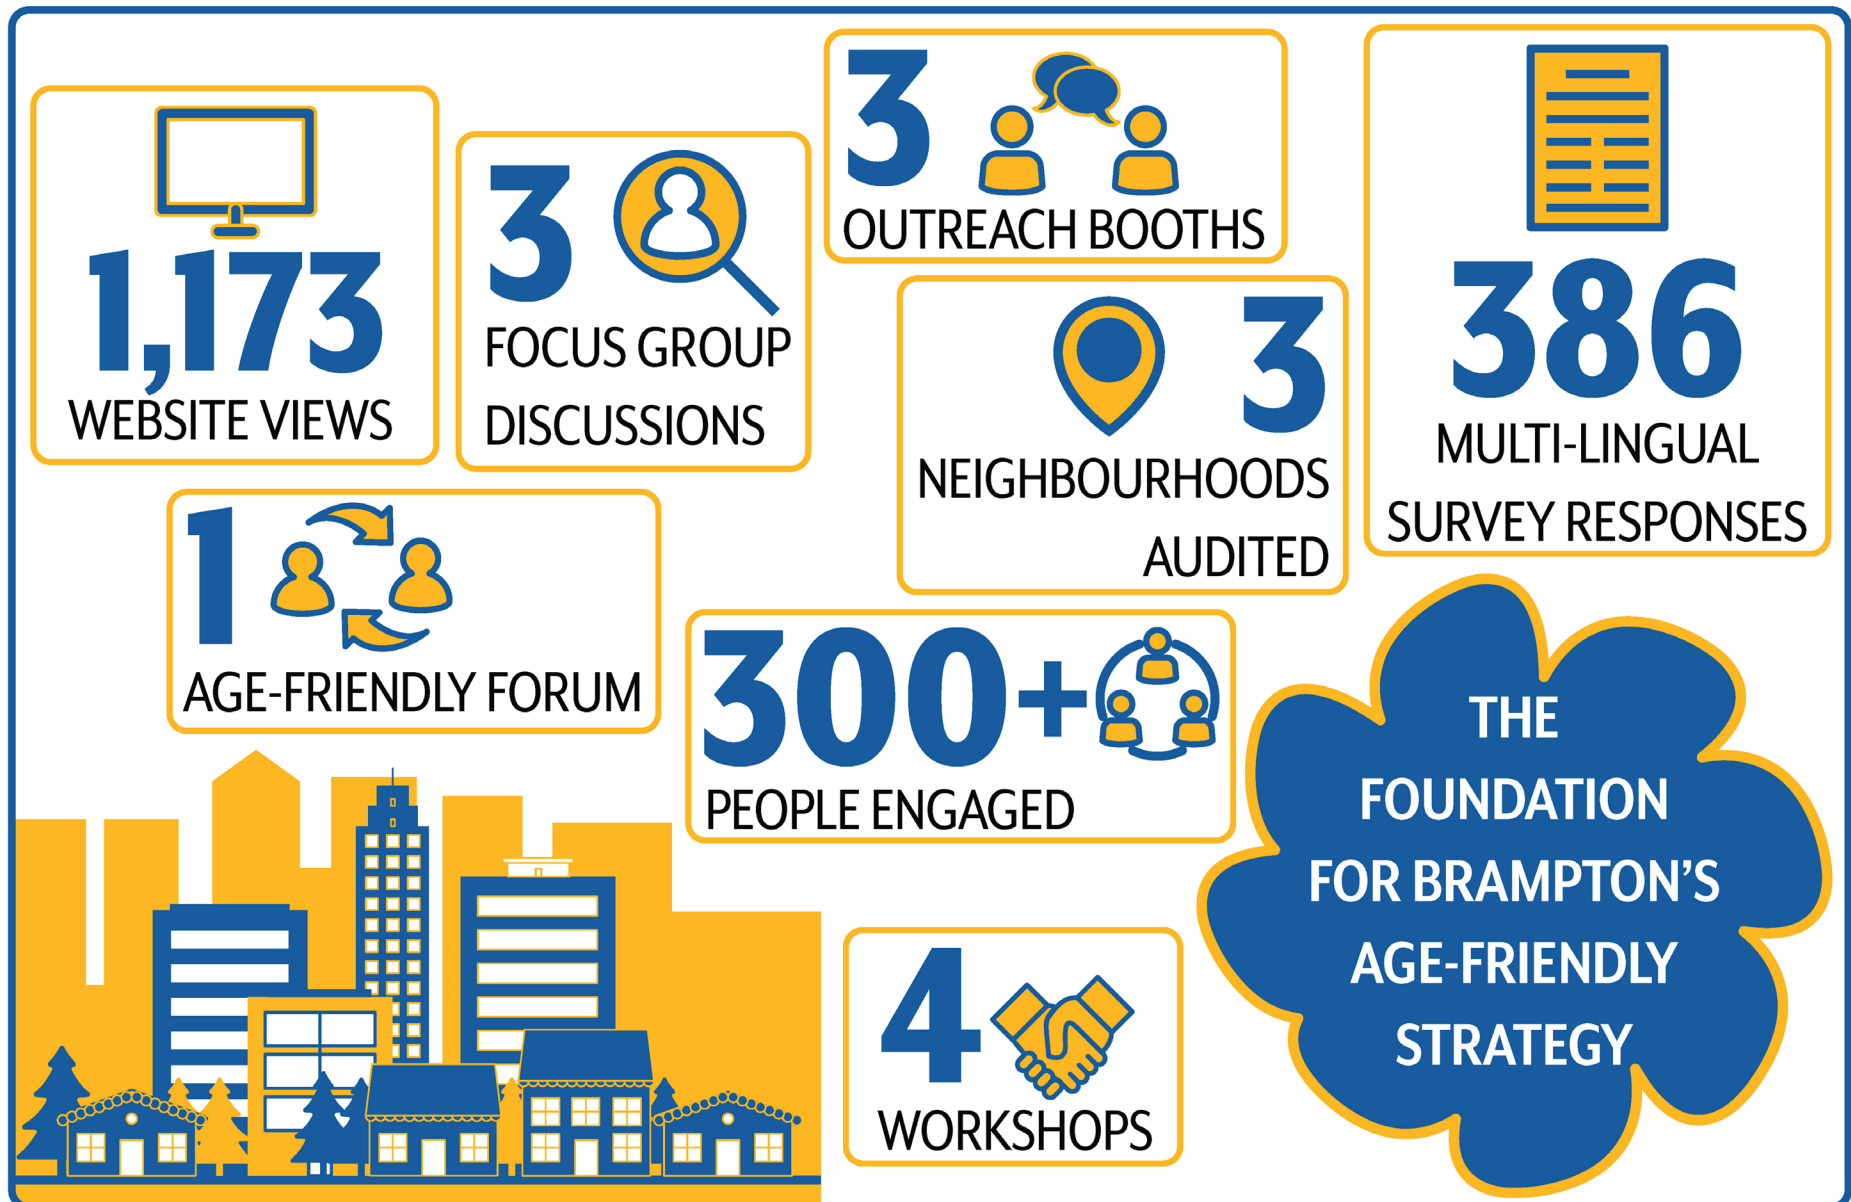 1,173
WEBSITE VIEWS
3
FOCUS GROUP
DISCUSSIONS
3
OUTREACH BOOTHS
386
MULTI-LINGUAL
SURVEY RESPONSES
3
NEIGHBOURHOODS
AUDITED
1
AGE-FRIENDLY FORUM
300+
PEOPLE ENGAGED
4
WORKSHOPS
THE
FOUNDATION
FOR BRAMPTON’S
AGE-FRIENDLY
STRATEGY